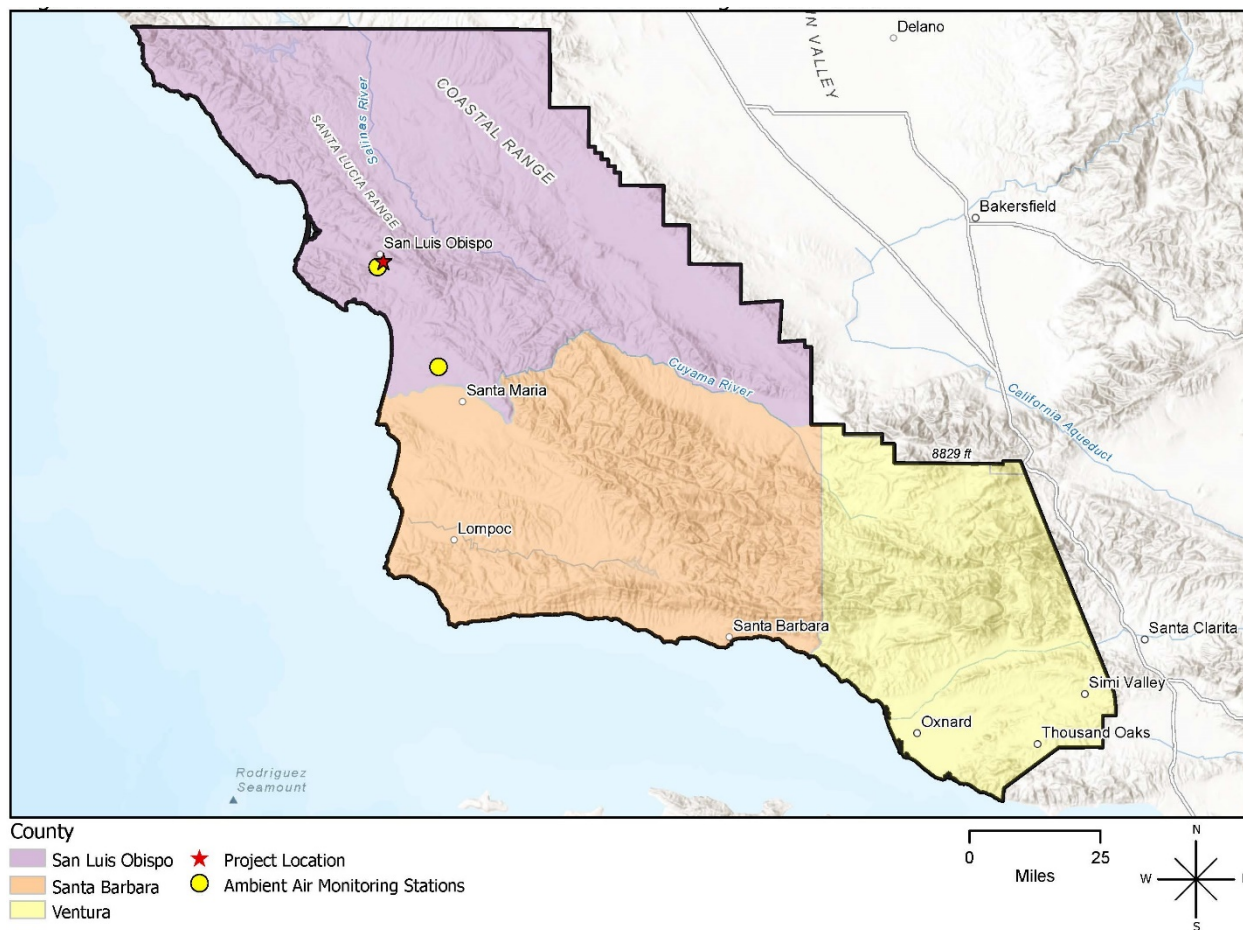 Delano
N VALLEY
COASTAL RANGE
Salinas River
SANTA LUCIA RANGE
Bakersfield
San Luis Obispo
Cuyama River
Santa Maria
California Aqueduct
8829 ft
Lompoc
Santa Barbara
Santa Clarita
Simi Valley
Oxnard
Thousand Oaks
Rodriguez
Seamount
County
San Luis Obispo
Santa Barbara
Ventura
Project Location
Ambient Air Monitoring Stations
0 25
Miles
N
W
S